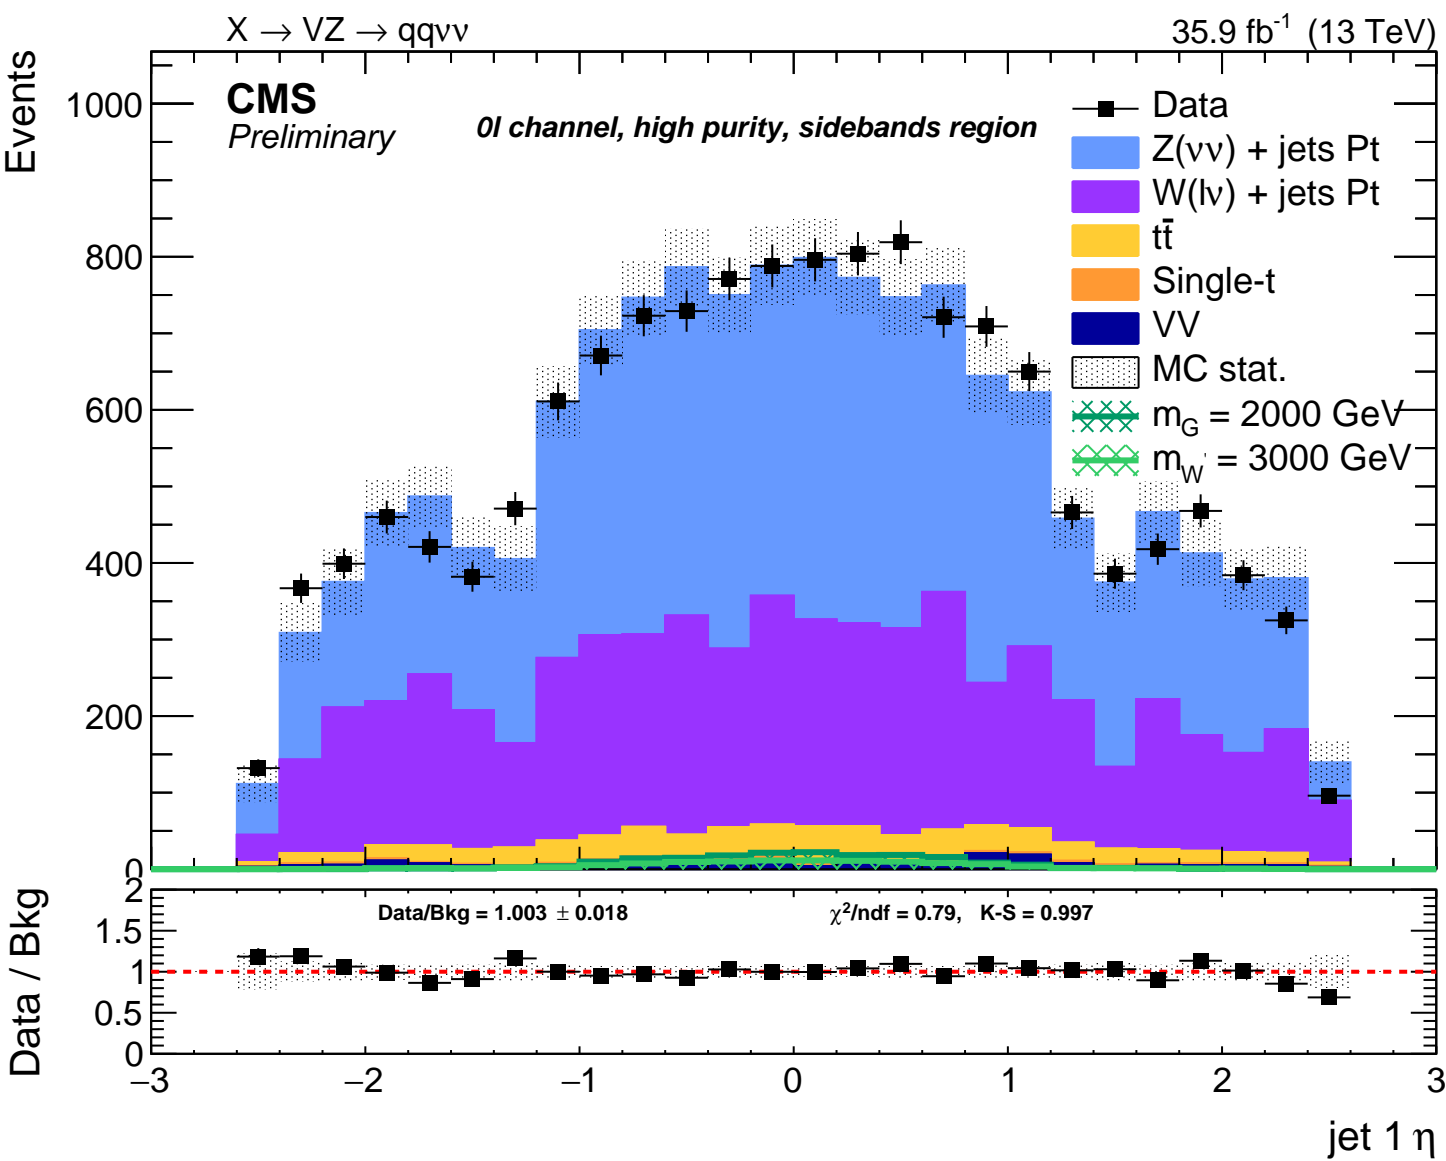 X → VZ → qqνν
35.9 fb⁻¹ (13 TeV)
Events
CMS
Preliminary
0l channel, high purity, sidebands region
Data
Z(νν) + jets Pt
W(lν) + jets Pt
tt̄
Single-t
VV
MC stat.
m_G = 2000 GeV
m_W' = 3000 GeV
1000
800
600
400
200
0
Data / Bkg
Data/Bkg = 1.003 ± 0.018
χ²/ndf = 0.79, K-S = 0.997
2
1.5
1
0.5
0
−3 −2 −1 0 1 2 3
jet 1 η